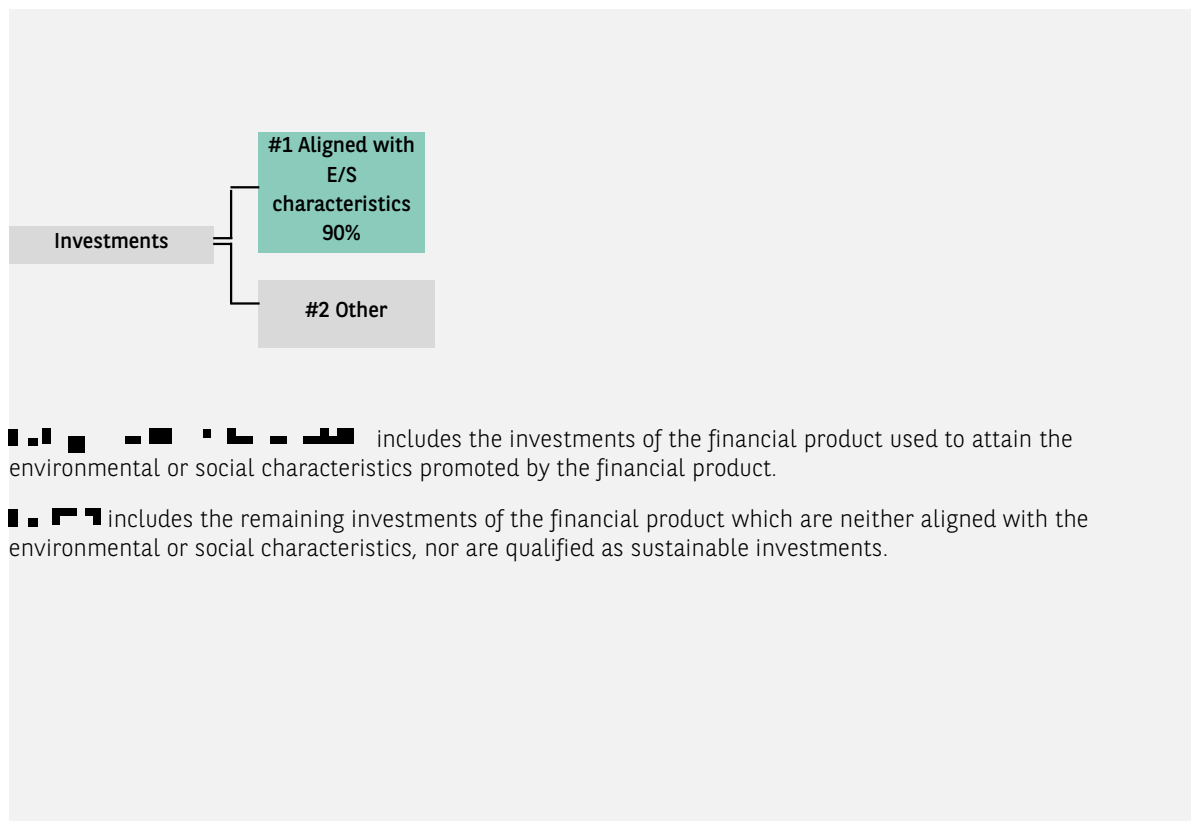 #1 Aligned with
E/S
characteristics
90%
Investments
#2 Other
includes the investments of the financial product used to attain the
environmental or social characteristics promoted by the financial product.
includes the remaining investments of the financial product which are neither aligned with the
environmental or social characteristics, nor are qualified as sustainable investments.